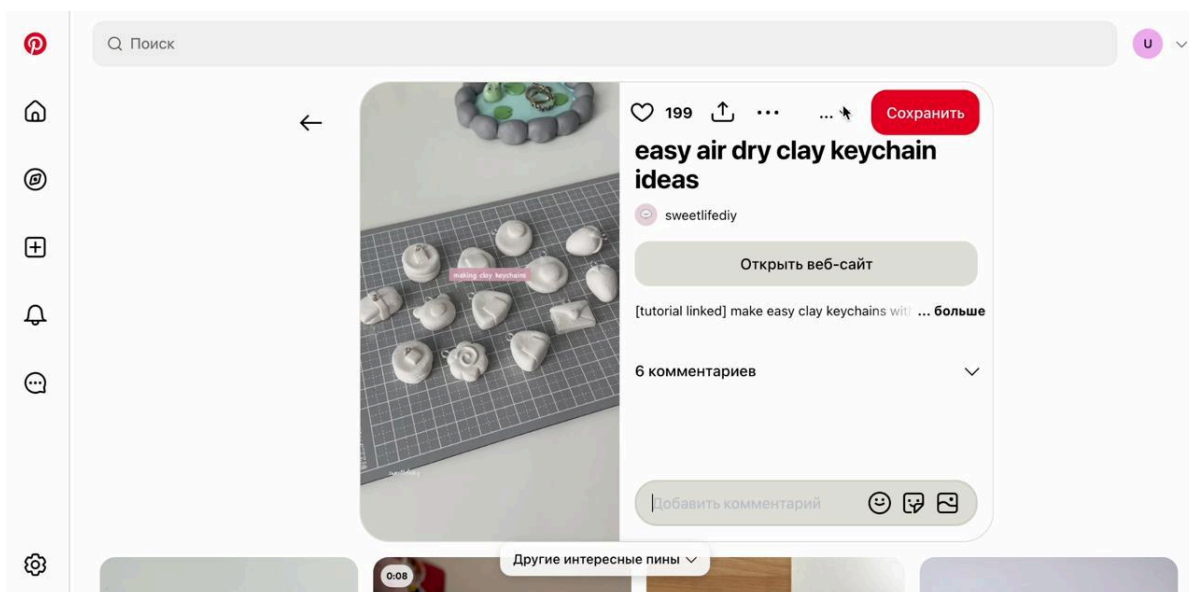 Поиск
U
199
... Сохранить
easy air dry clay keychain
ideas
sweetlifediy
Открыть веб-сайт
[tutorial linked] make easy clay keychains wit ... больше
making clay keychains
6 комментариев
Добавить комментарий
Другие интересные пины
0:08